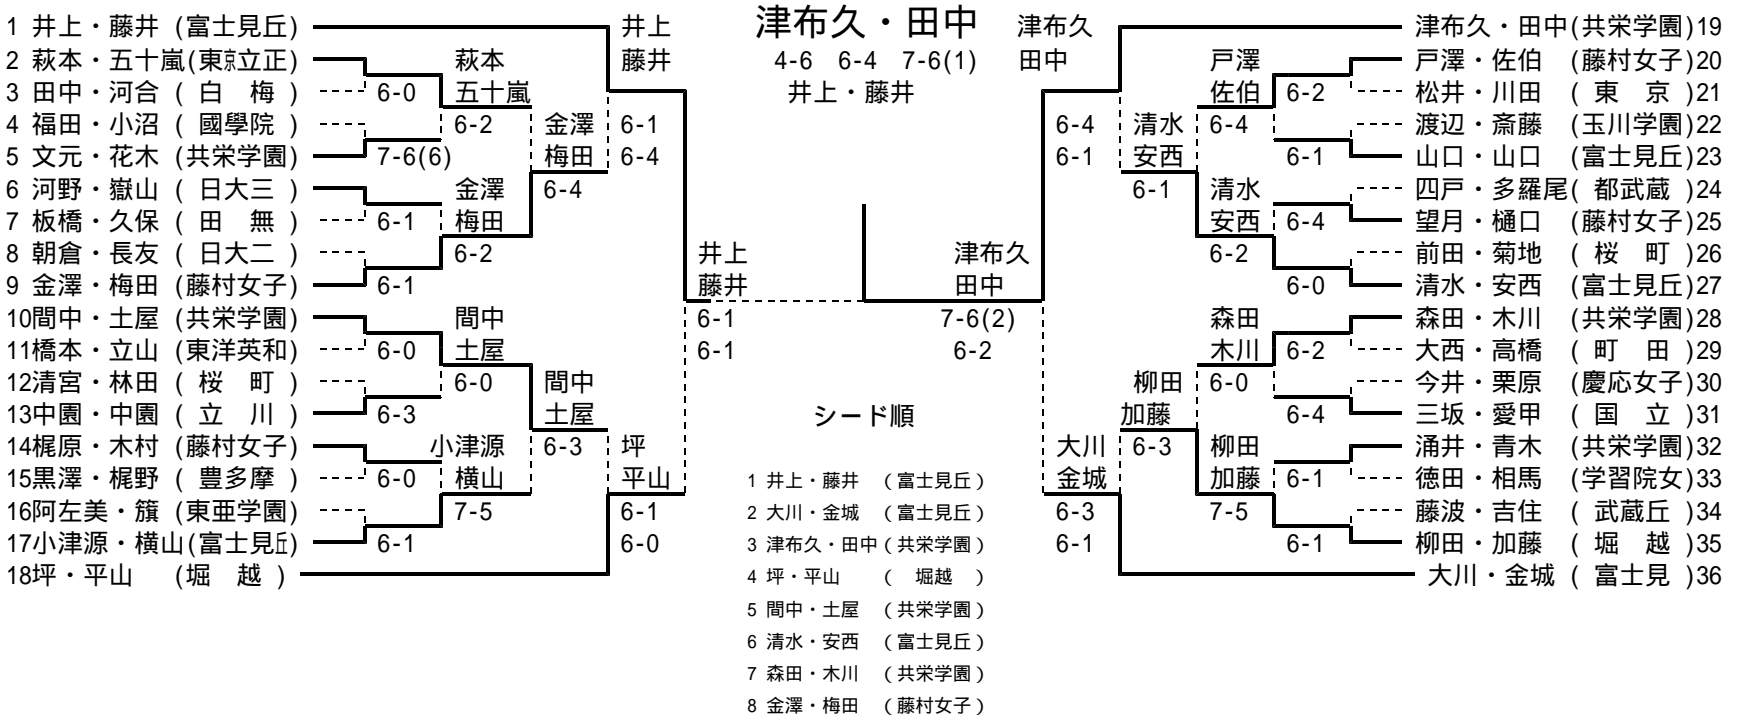 津布久・田中
4-6 6-4 7-6(1)
井上・藤井
1 井上・藤井 (富士見丘)
2 萩本・五十嵐(東京立正)
3 田中・河合 ( 白 梅 )
4 福田・小沼 ( 國學院 )
5 文元・花木 (共栄学園)
6 河野・嶽山 ( 日大三 )
7 板橋・久保 ( 田 無 )
8 朝倉・長友 ( 日大二 )
9 金澤・梅田 (藤村女子)
10間中・土屋 (共栄学園)
11橋本・立山 (東洋英和)
12清宮・林田 ( 桜 町 )
13中園・中園 ( 立 川 )
14梶原・木村 (藤村女子)
15黒澤・梶野 ( 豊多摩 )
16阿左美・籏 (東亜学園)
17小津源・横山(富士見丘)
18坪・平山 (堀 越 )
6-0
7-6(6)
6-1
6-1
6-0
6-3
6-0
6-1
萩本
五十嵐
6-2
金澤
梅田
6-2
間中
土屋
6-0
小津源
横山
7-5
金澤
梅田
6-4
間中
土屋
6-3
井上
藤井
6-1
6-4
坪
平山
6-1
6-0
井上
藤井
6-1
6-1
津布久
田中
7-6(2)
6-2
津布久
田中
6-4
6-1
大川
金城
6-3
6-1
清水
安西
6-1
柳田
加藤
6-3
戸澤
佐伯
6-4
清水
安西
6-2
森田
木川
6-0
柳田
加藤
7-5
6-2
6-1
6-4
6-0
6-2
6-4
6-1
6-1
津布久・田中(共栄学園)19
戸澤・佐伯 (藤村女子)20
松井・川田 ( 東 京 )21
渡辺・斎藤 (玉川学園)22
山口・山口 (富士見丘)23
四戸・多羅尾( 都武蔵 )24
望月・樋口 (藤村女子)25
前田・菊地 ( 桜 町 )26
清水・安西 (富士見丘)27
森田・木川 (共栄学園)28
大西・高橋 ( 町 田 )29
今井・栗原 (慶応女子)30
三坂・愛甲 ( 国 立 )31
涌井・青木 (共栄学園)32
徳田・相馬 (学習院女)33
藤波・吉住 ( 武蔵丘 )34
柳田・加藤 ( 堀 越 )35
大川・金城 ( 富士見 )36
シード順
1 井上・藤井 (富士見丘)
2 大川・金城 (富士見丘)
3 津布久・田中(共栄学園)
4 坪・平山 ( 堀越 )
5 間中・土屋 (共栄学園)
6 清水・安西 (富士見丘)
7 森田・木川 (共栄学園)
8 金澤・梅田 (藤村女子)